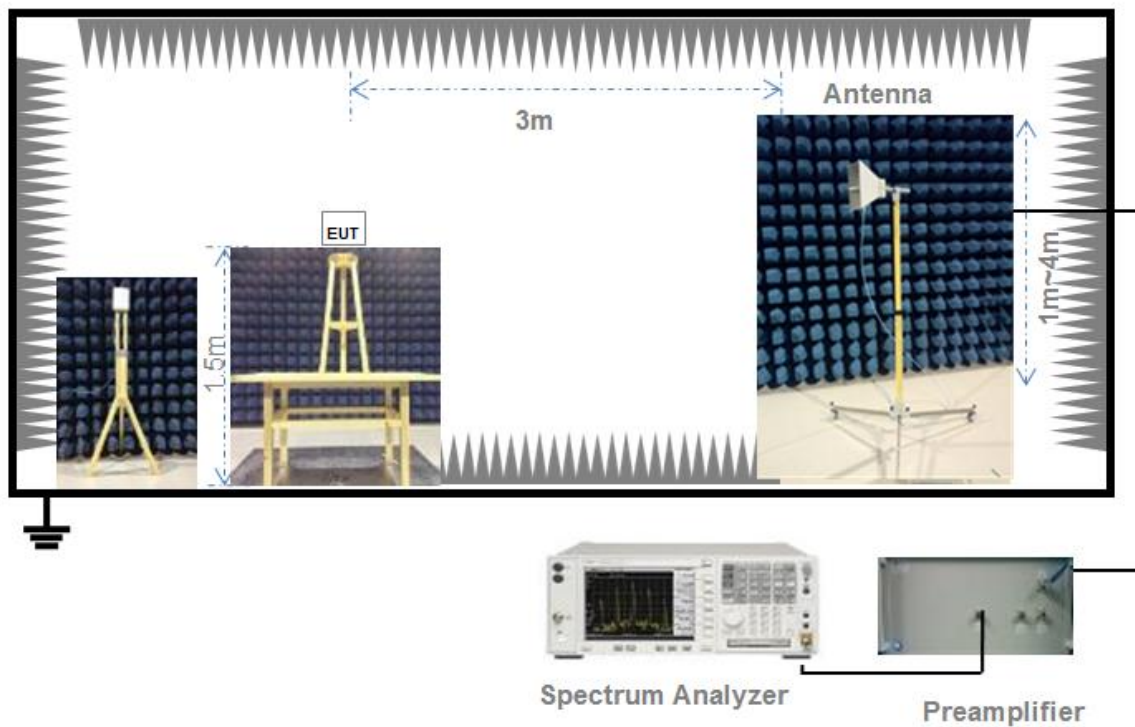 Antenna
3m
EUT
1.5m
1m~4m
Spectrum Analyzer
Preamplifier